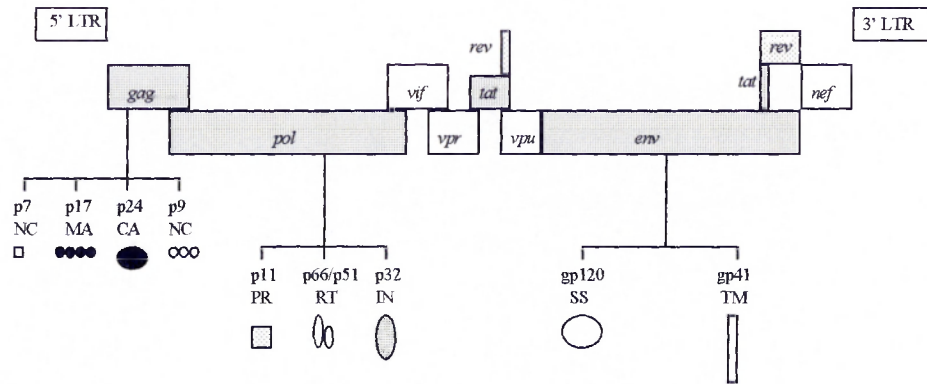 5' LTR
3' LTR
rev
rev
gag
vif
tat
tat
nef
pol
vpr
vpu
env
p7 p17 p24 p9
NC MA CA NC
p11 p66/p51 p32
PR RT IN
gp120 gp41
SS TM